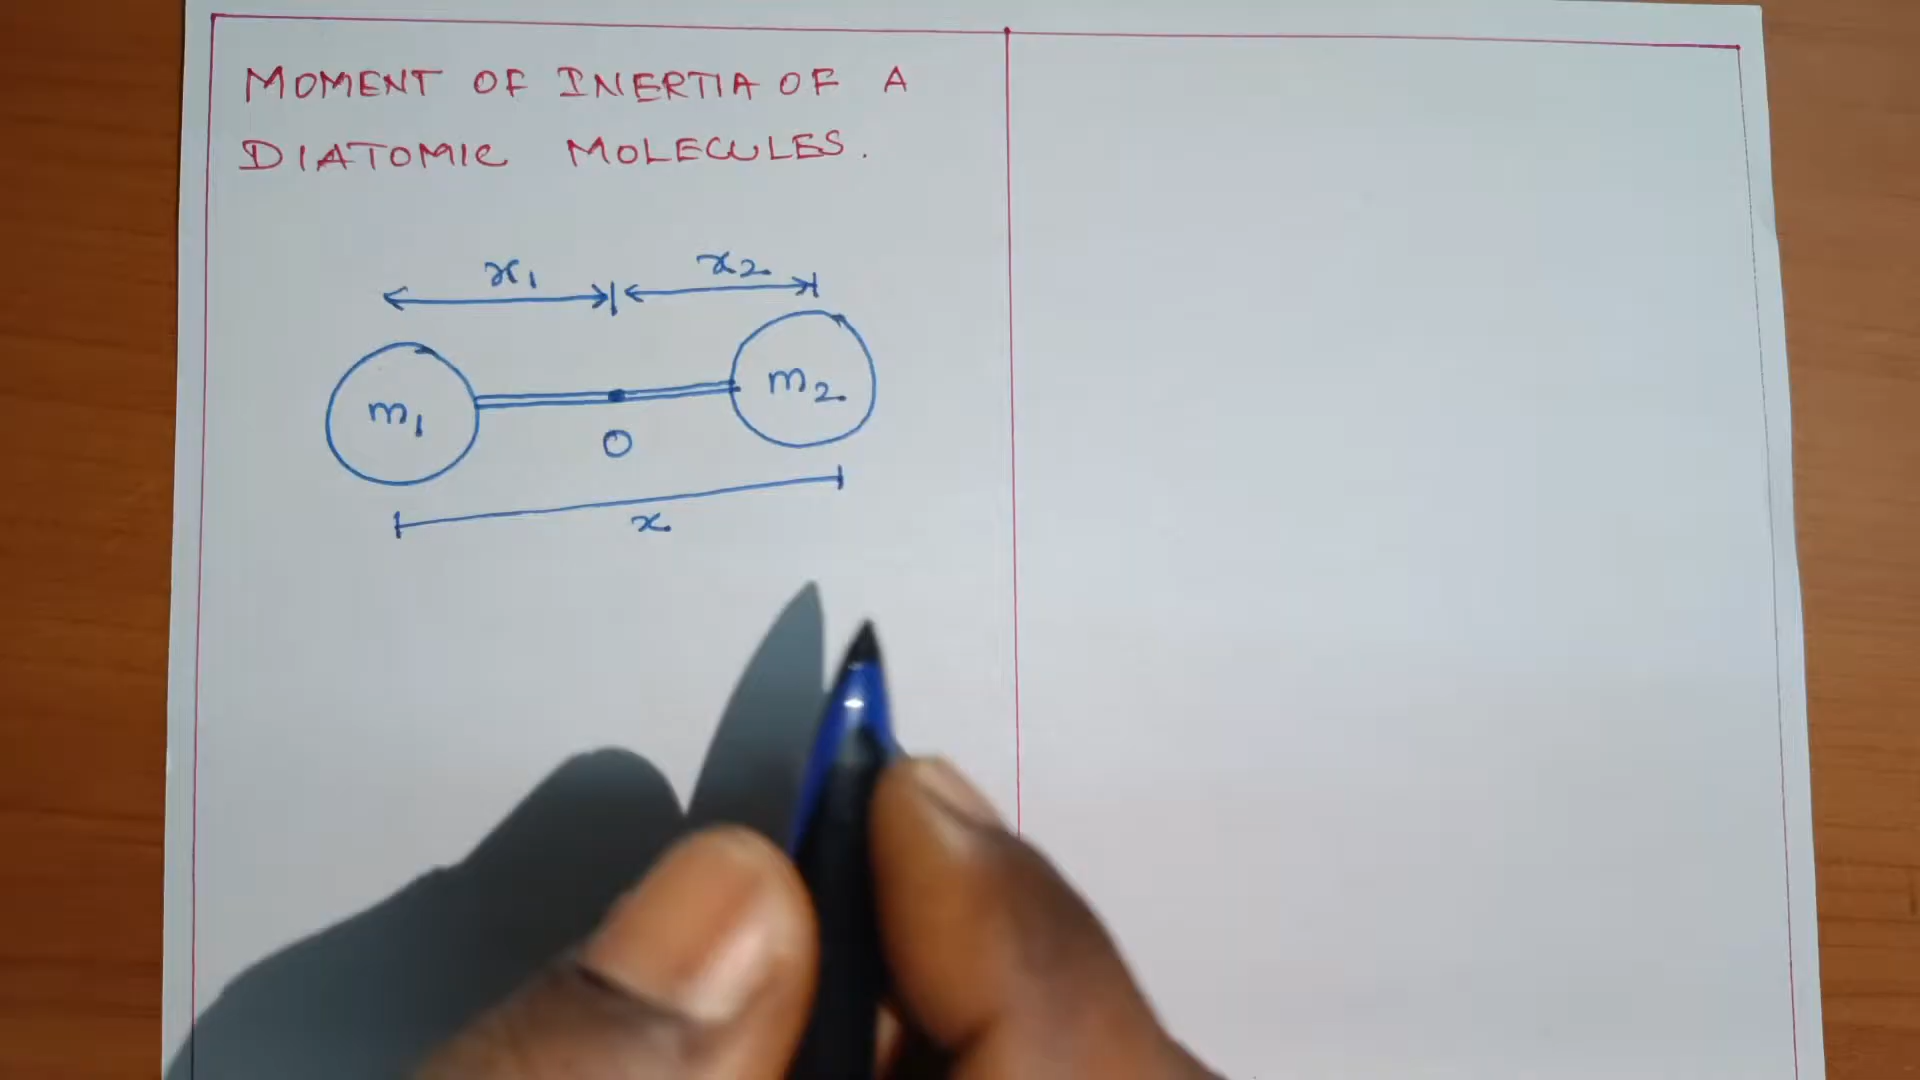 MOMENT OF INERTIA OF A
DIATOMIC MOLECULES.
x1 x2
m1 m2
O
x